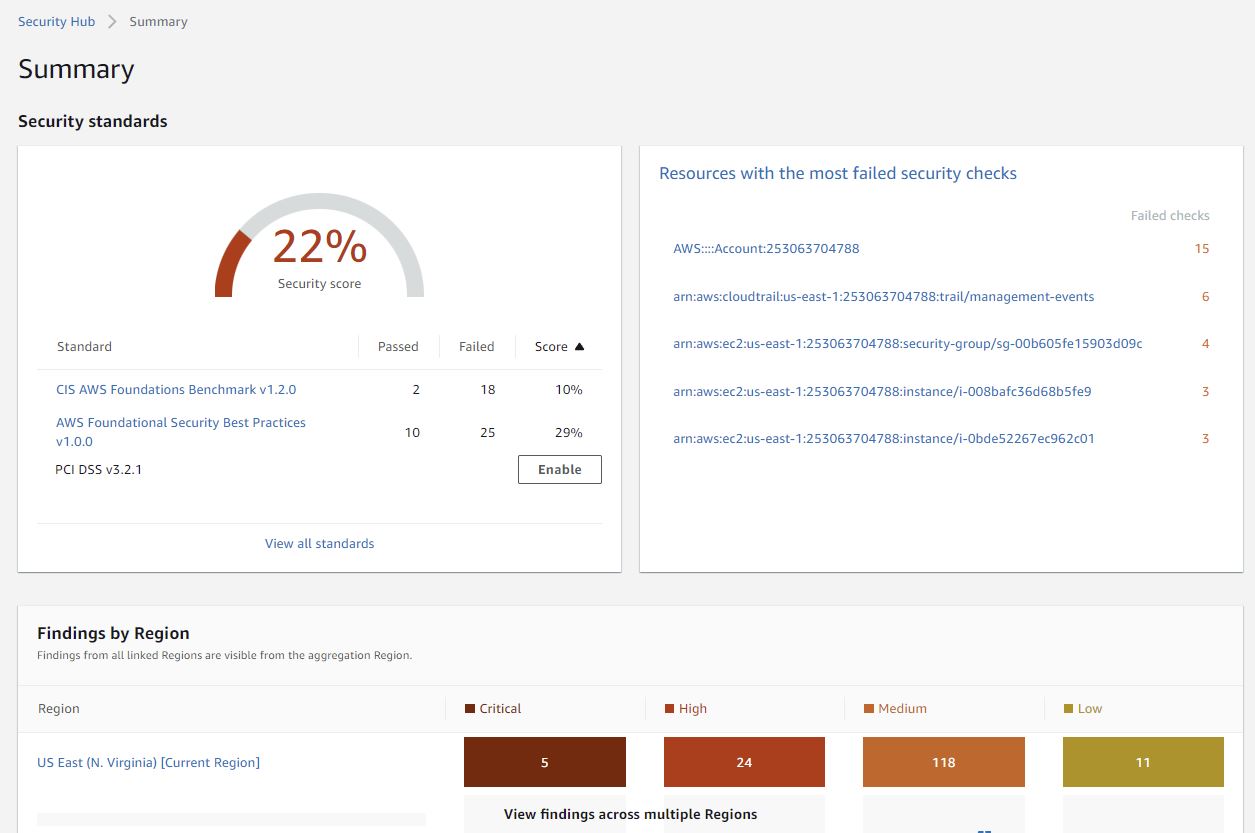 Security Hub > Summary
Summary
Security standards
22%
Security score
Standard Passed Failed Score ▲
CIS AWS Foundations Benchmark v1.2.0 2 18 10%
AWS Foundational Security Best Practices
v1.0.0 10 25 29%
PCI DSS v3.2.1 Enable
View all standards
Resources with the most failed security checks
Failed checks
AWS::::Account:253063704788 15
arn:aws:cloudtrail:us-east-1:253063704788:trail/management-events 6
arn:aws:ec2:us-east-1:253063704788:security-group/sg-00b605fe15903d09c 4
arn:aws:ec2:us-east-1:253063704788:instance/i-008bafc36d68b5fe9 3
arn:aws:ec2:us-east-1:253063704788:instance/i-0bde52267ec962c01 3
Findings by Region
Findings from all linked Regions are visible from the aggregation Region.
Region Critical High Medium Low
US East (N. Virginia) [Current Region] 5 24 118 11
View findings across multiple Regions